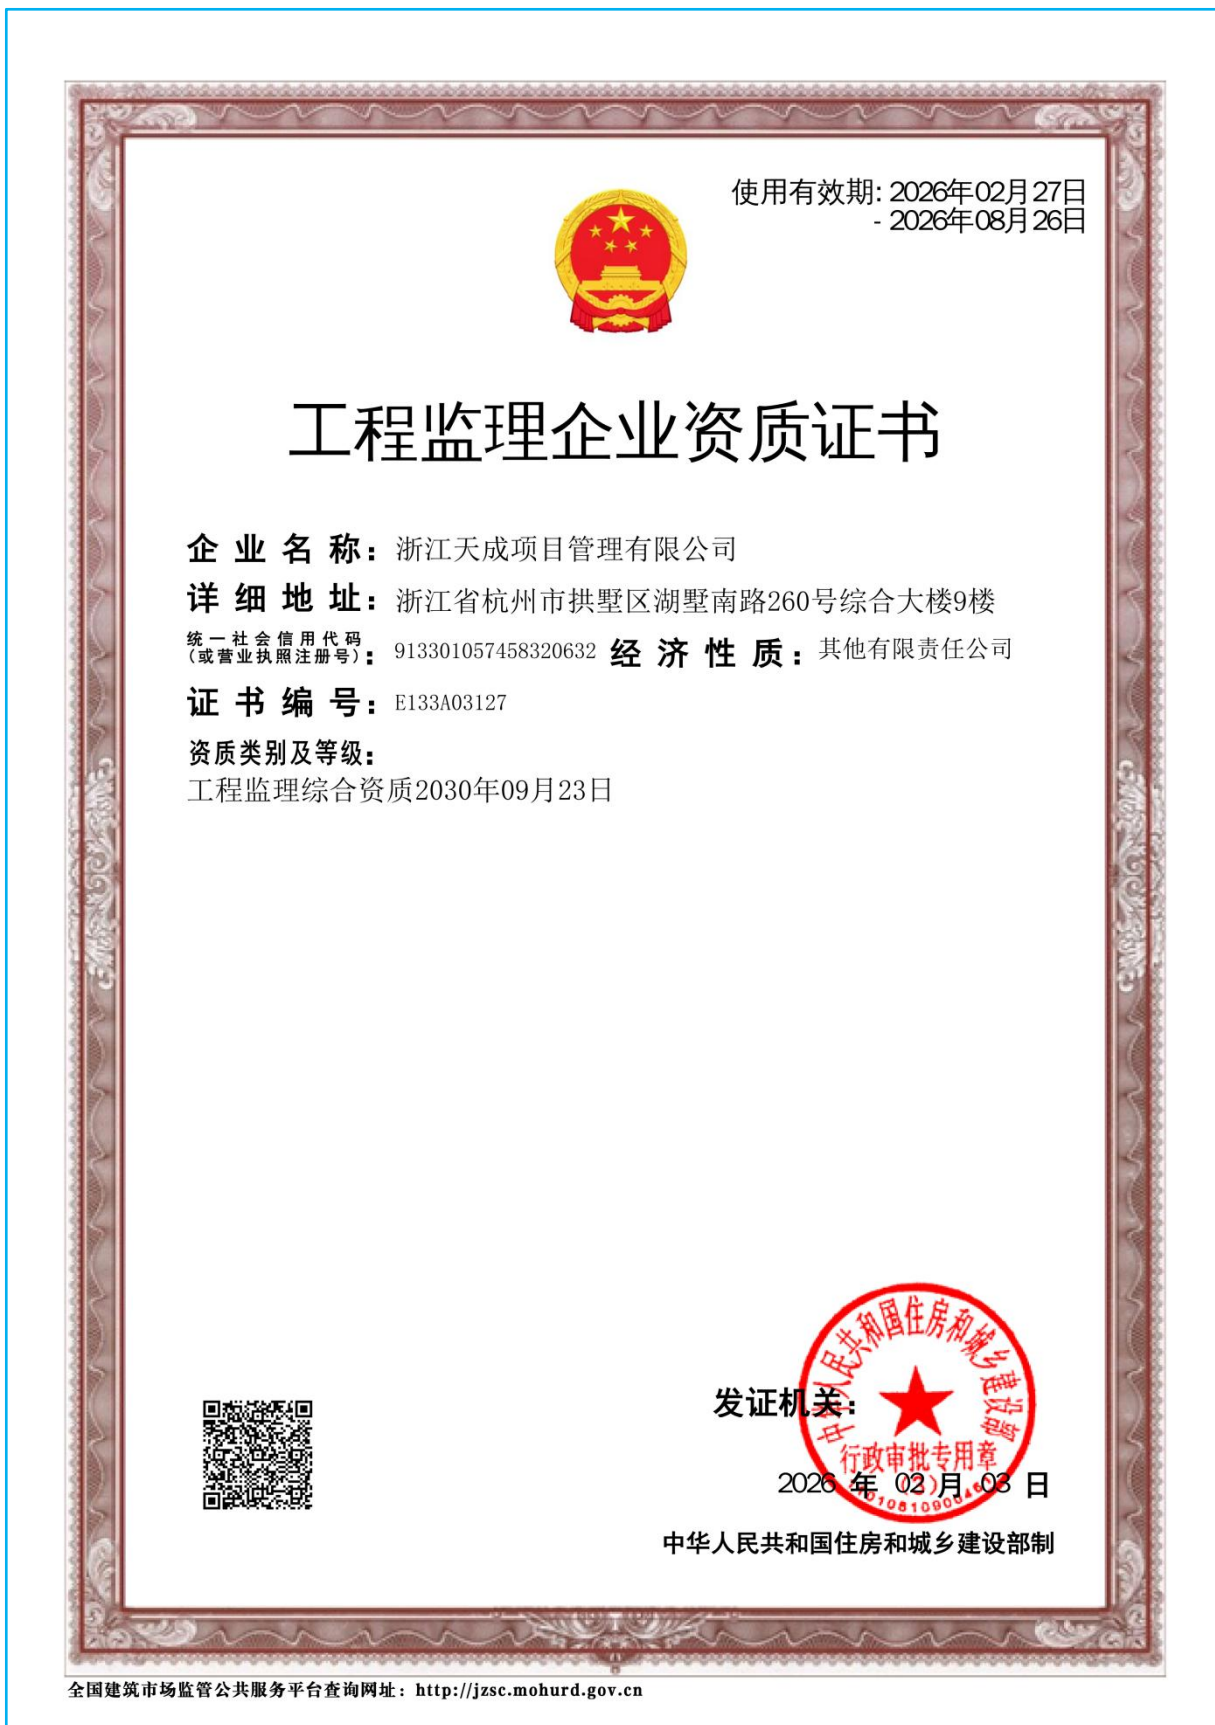 使用有效期: 2026年02月27日
- 2026年08月26日
工程监理企业资质证书
企业名称：浙江天成项目管理有限公司
详细地址：浙江省杭州市拱墅区湖墅南路260号综合大楼9楼
统一社会信用代码
（或营业执照注册号）：913301057458320632 经济性质：其他有限责任公司
证书编号：E133A03127
资质类别及等级：
工程监理综合资质2030年09月23日
中华人民共和国住房和城乡建设部
发证机关：
行政审批专用章
(3)
2026 年 03 月 03 日
中华人民共和国住房和城乡建设部制
全国建筑市场监管公共服务平台查询网址：http://jzsc.mohurd.gov.cn